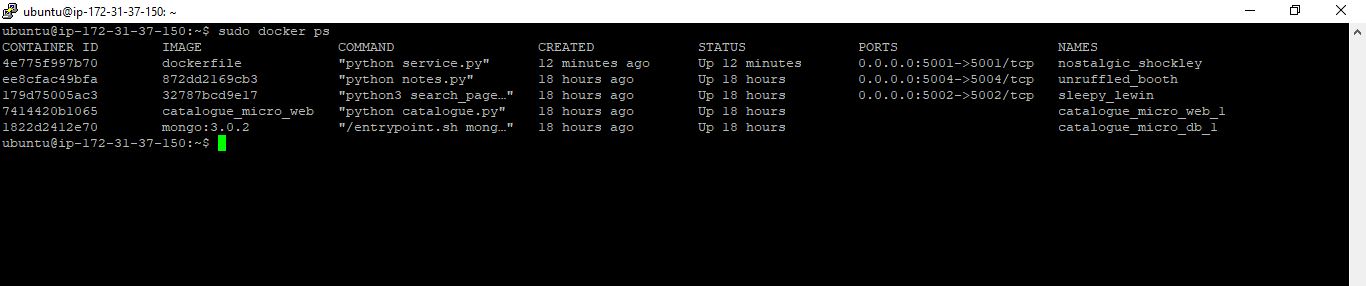 ubuntu@ip-172-31-37-150: ~
ubuntu@ip-172-31-37-150:~$ sudo docker ps
CONTAINER ID        IMAGE                 COMMAND                  CREATED             STATUS              PORTS                    NAMES
4e775f997b70        dockerfile            "python service.py"      12 minutes ago      Up 12 minutes       0.0.0.0:5001->5001/tcp   nostalgic_shockley
ee8cfac49bfa        872dd2169cb3          "python notes.py"        18 hours ago        Up 18 hours         0.0.0.0:5004->5004/tcp   unruffled_booth
179d75005ac3        32787bcd9e17          "python3 search_page…"   18 hours ago        Up 18 hours         0.0.0.0:5002->5002/tcp   sleepy_lewin
7414420b1065        catalogue_micro_web   "python catalogue.py"    18 hours ago        Up 18 hours                                  catalogue_micro_web_1
1822d2412e70        mongo:3.0.2           "/entrypoint.sh mong…"   18 hours ago        Up 18 hours                                  catalogue_micro_db_1
ubuntu@ip-172-31-37-150:~$